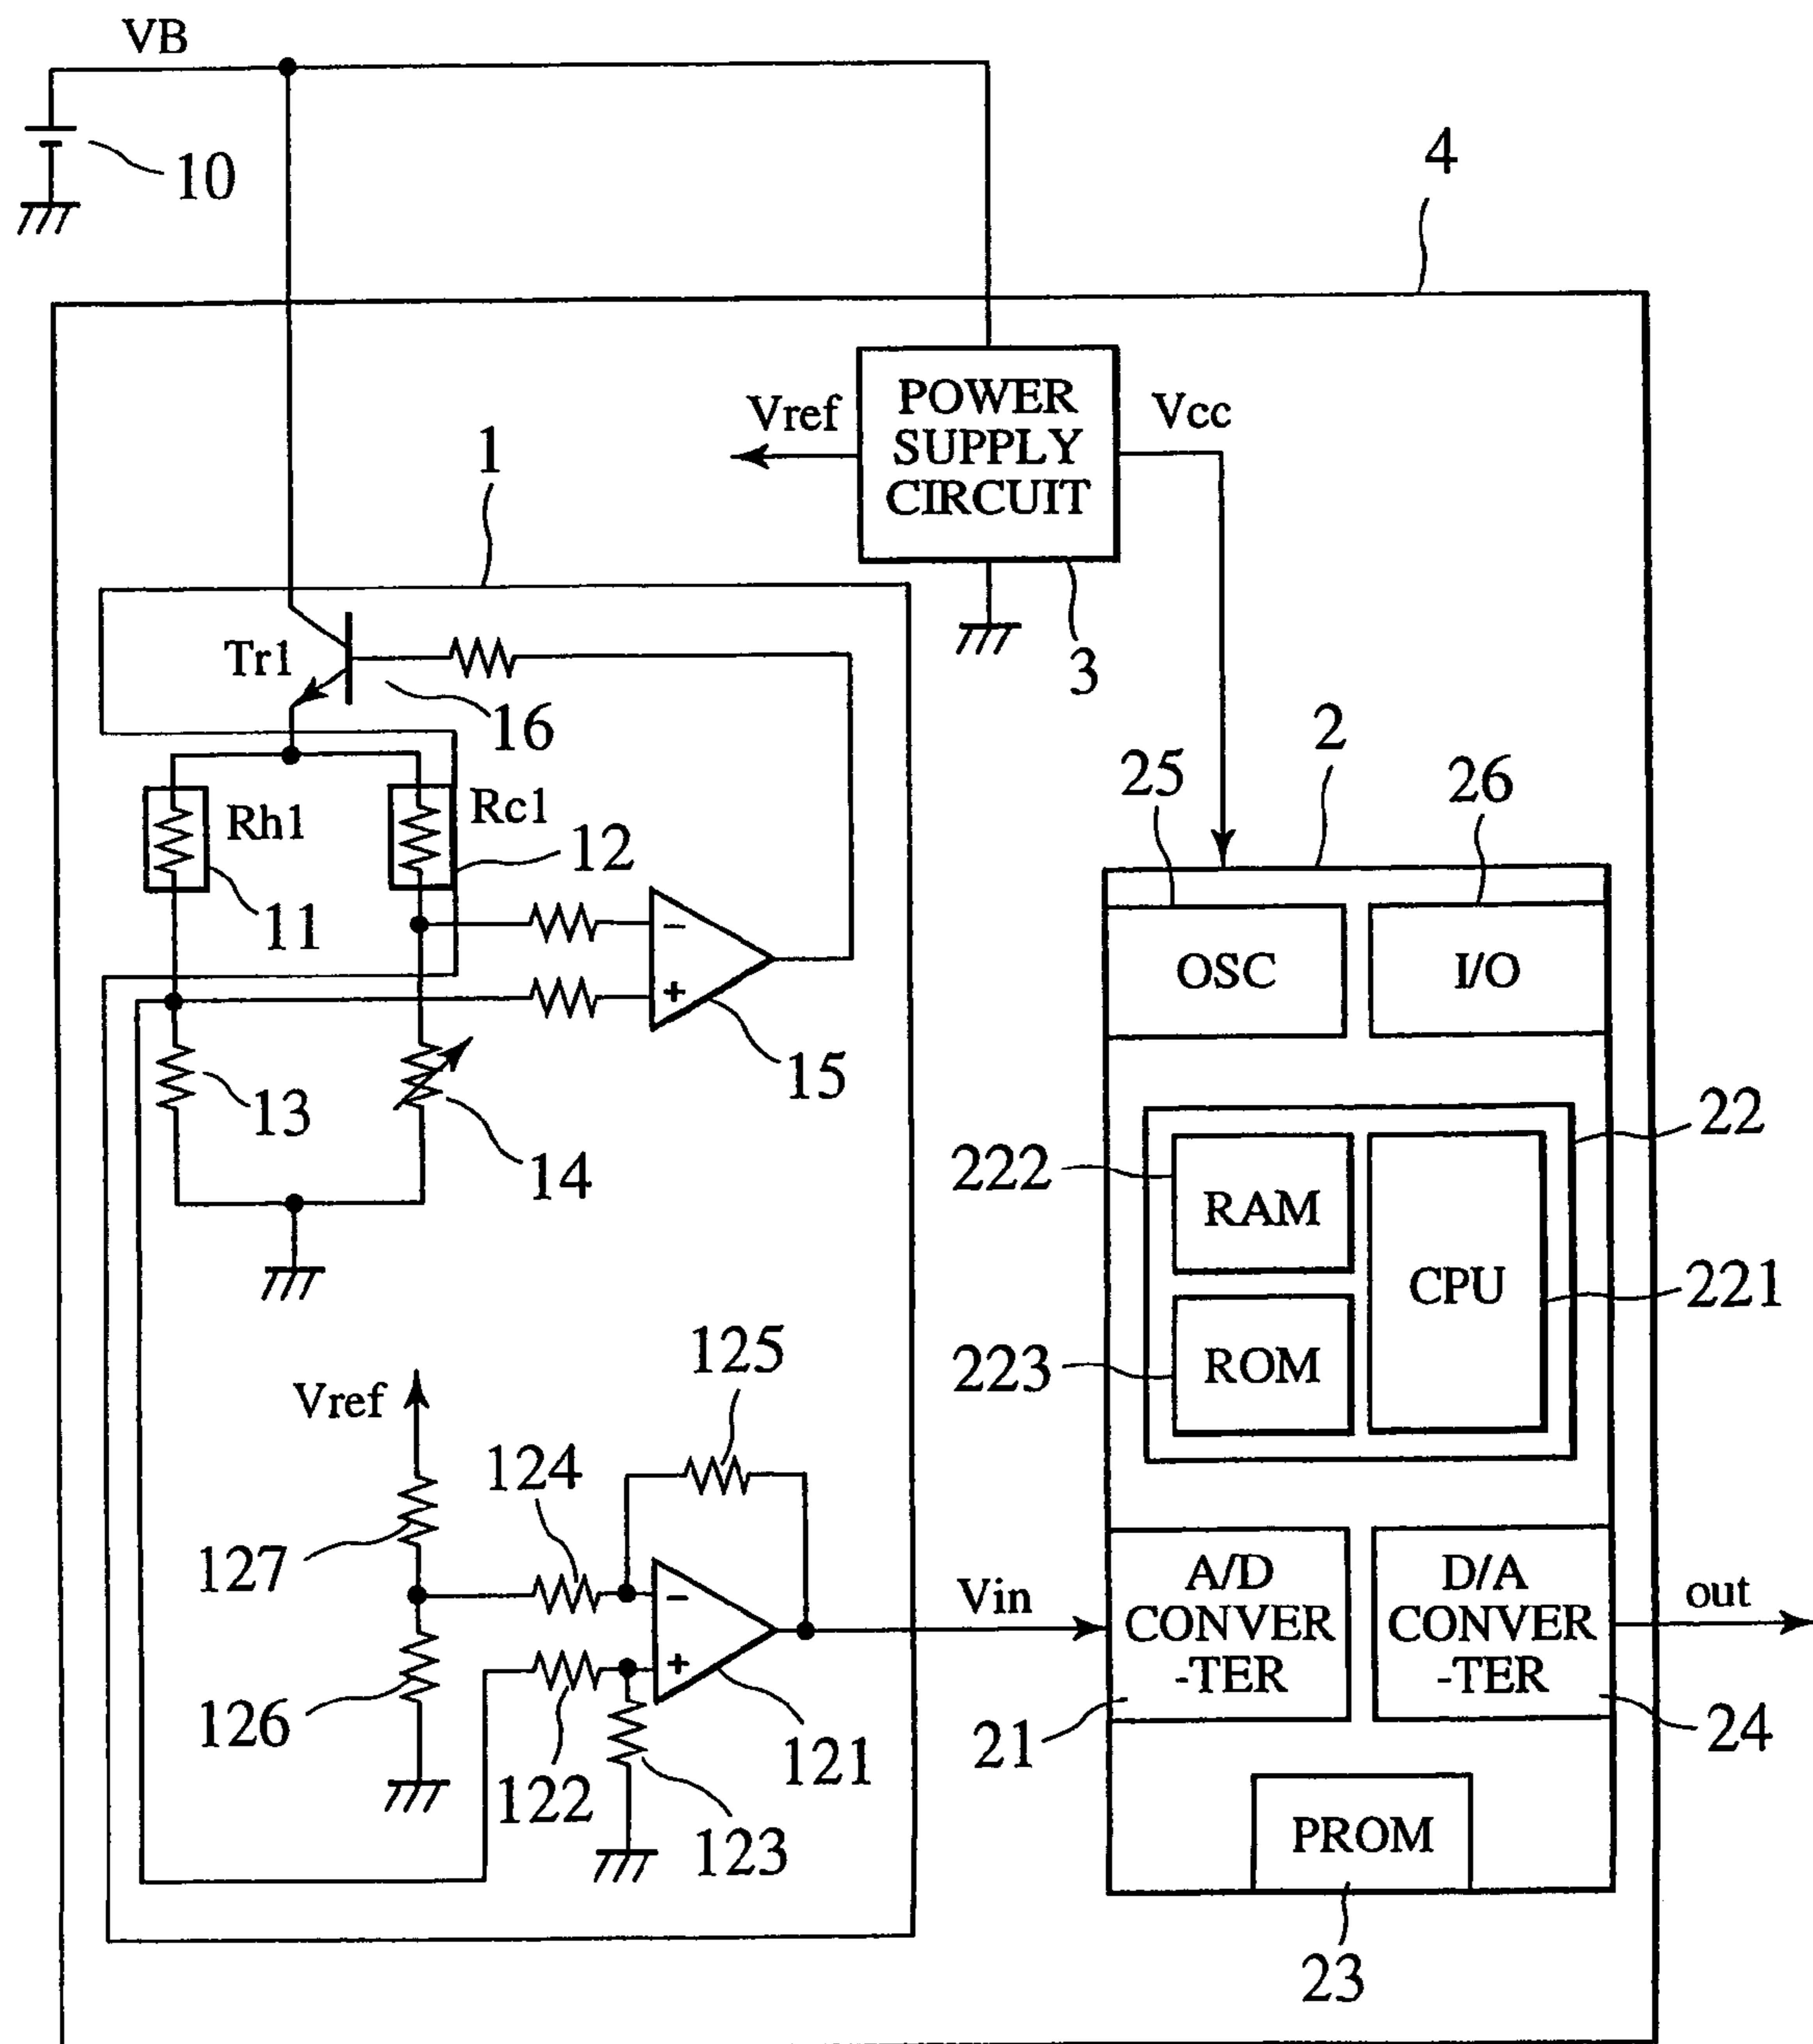 VB
10
4
POWER
SUPPLY
CIRCUIT
Vref
Vcc
1
3
Tr1
16
2
25
26
Rh1
Rc1
12
11
-
+
15
OSC
I/O
13
14
22
222
RAM
CPU
221
223
ROM
125
Vref
124
127
Vin
A/D
CONVER
-TER
D/A
CONVER
-TER
out
-
+
126
122
121
123
21
24
PROM
23